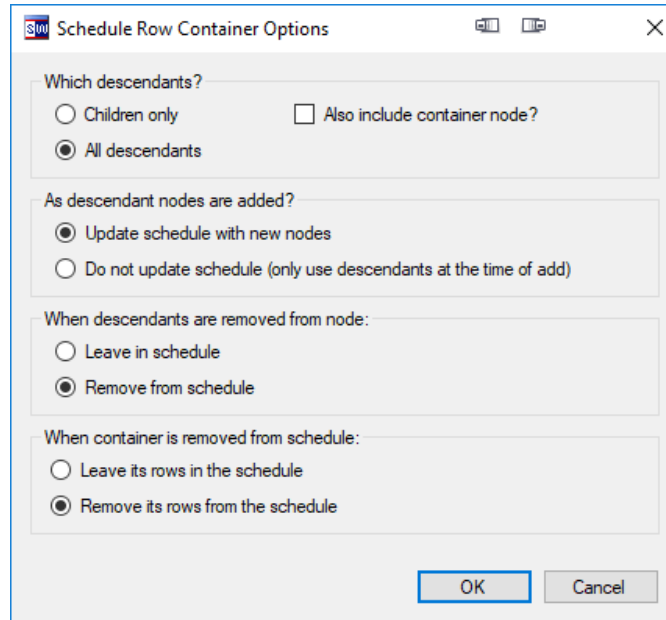 SW Schedule Row Container Options
Which descendants?
Children only Also include container node?
All descendants
As descendant nodes are added?
Update schedule with new nodes
Do not update schedule (only use descendants at the time of add)
When descendants are removed from node:
Leave in schedule
Remove from schedule
When container is removed from schedule:
Leave its rows in the schedule
Remove its rows from the schedule
OK Cancel